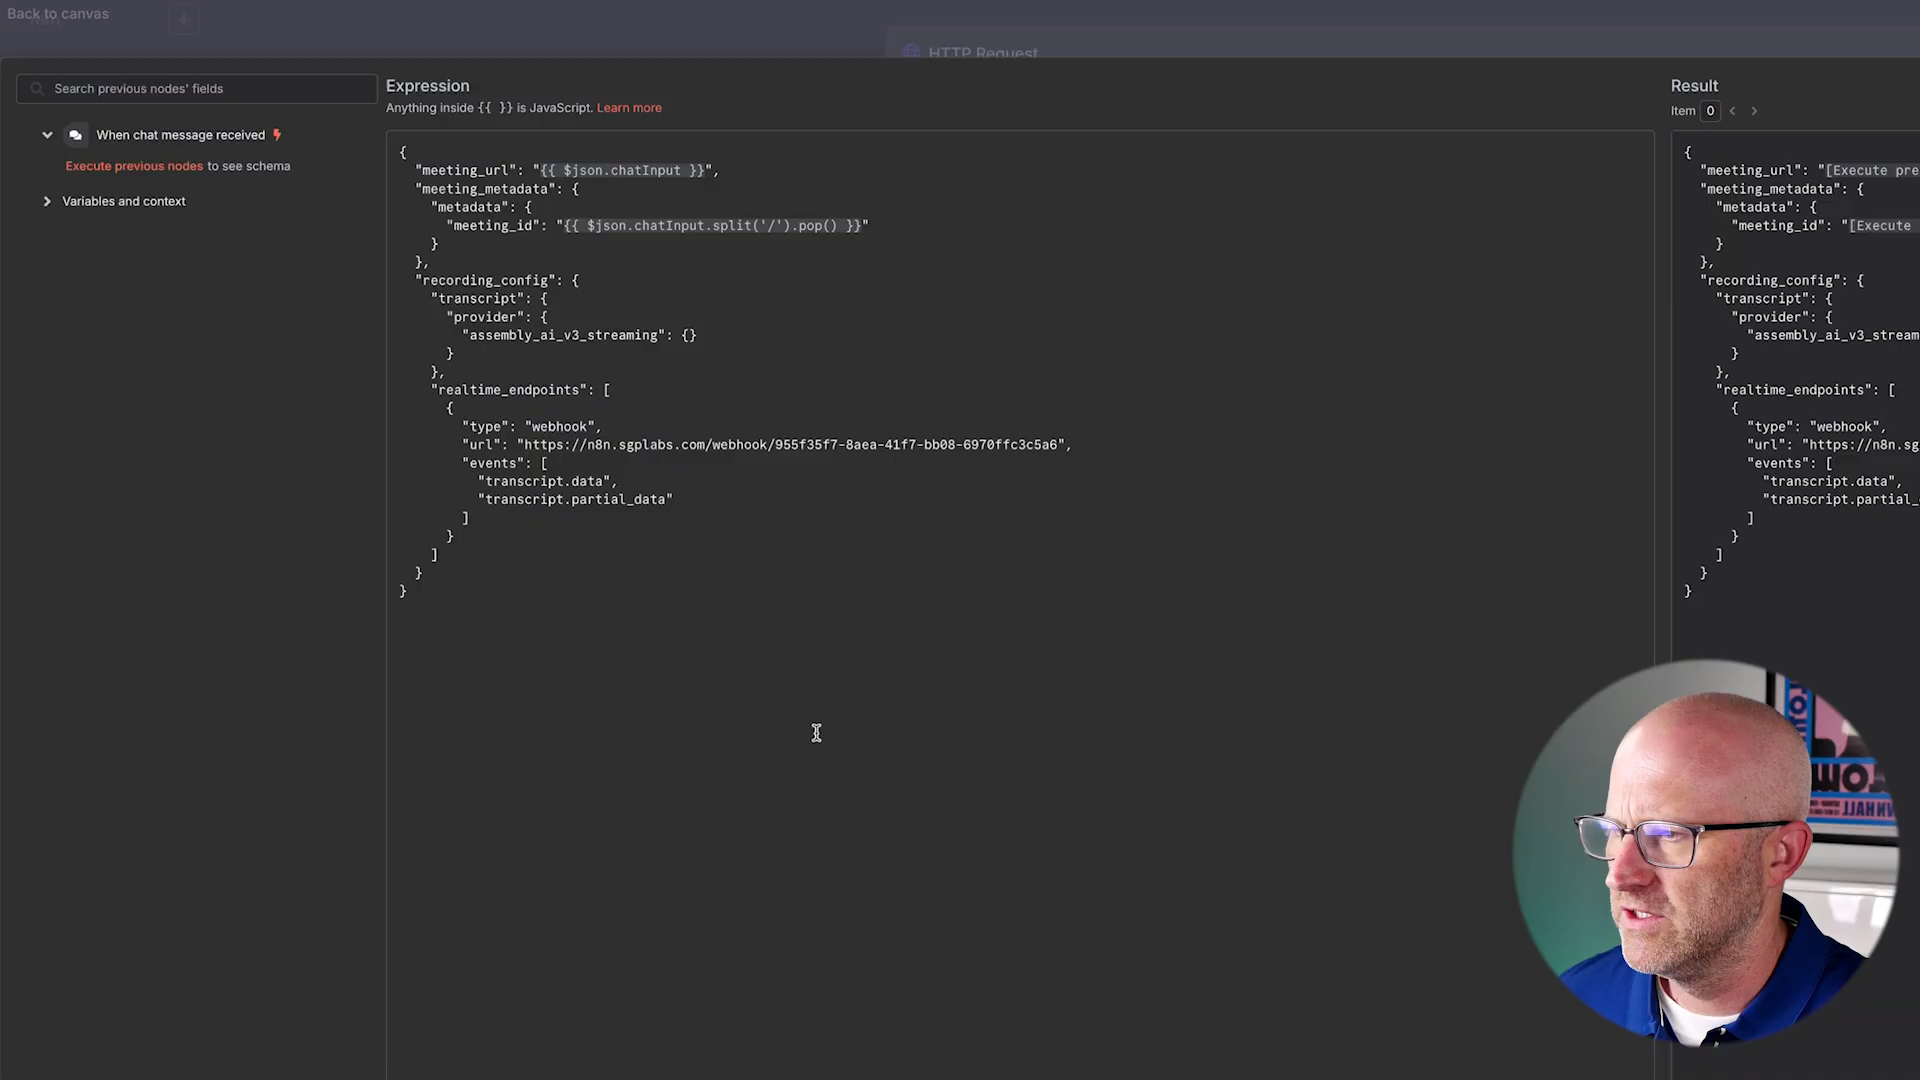 Back to canvas
HTTP Request
Search previous nodes' fields
When chat message received
Execute previous nodes to see schema
Variables and context
Expression
Anything inside {{ }} is JavaScript. Learn more
{
"meeting_url": "{{ $json.chatInput }}",
"meeting_metadata": {
"metadata": {
"meeting_id": "{{ $json.chatInput.split('/').pop() }}"
}
},
"recording_config": {
"transcript": {
"provider": {
"assembly_ai_v3_streaming": {}
}
},
"realtime_endpoints": [
{
"type": "webhook",
"url": "https://n8n.sgplabs.com/webhook/955f35f7-8aea-41f7-bb08-6970ffc3c5a6",
"events": [
"transcript.data",
"transcript.partial_data"
]
}
]
}
}
Result
Item 0
{
"meeting_url": "[Execute pre
"meeting_metadata": {
"metadata": {
"meeting_id": "[Execute
}
},
"recording_config": {
"transcript": {
"provider": {
"assembly_ai_v3_stream
}
},
"realtime_endpoints": [
{
"type": "webhook",
"url": "https://n8n.sg
"events": [
"transcript.data",
"transcript.partial_
]
}
]
}
}